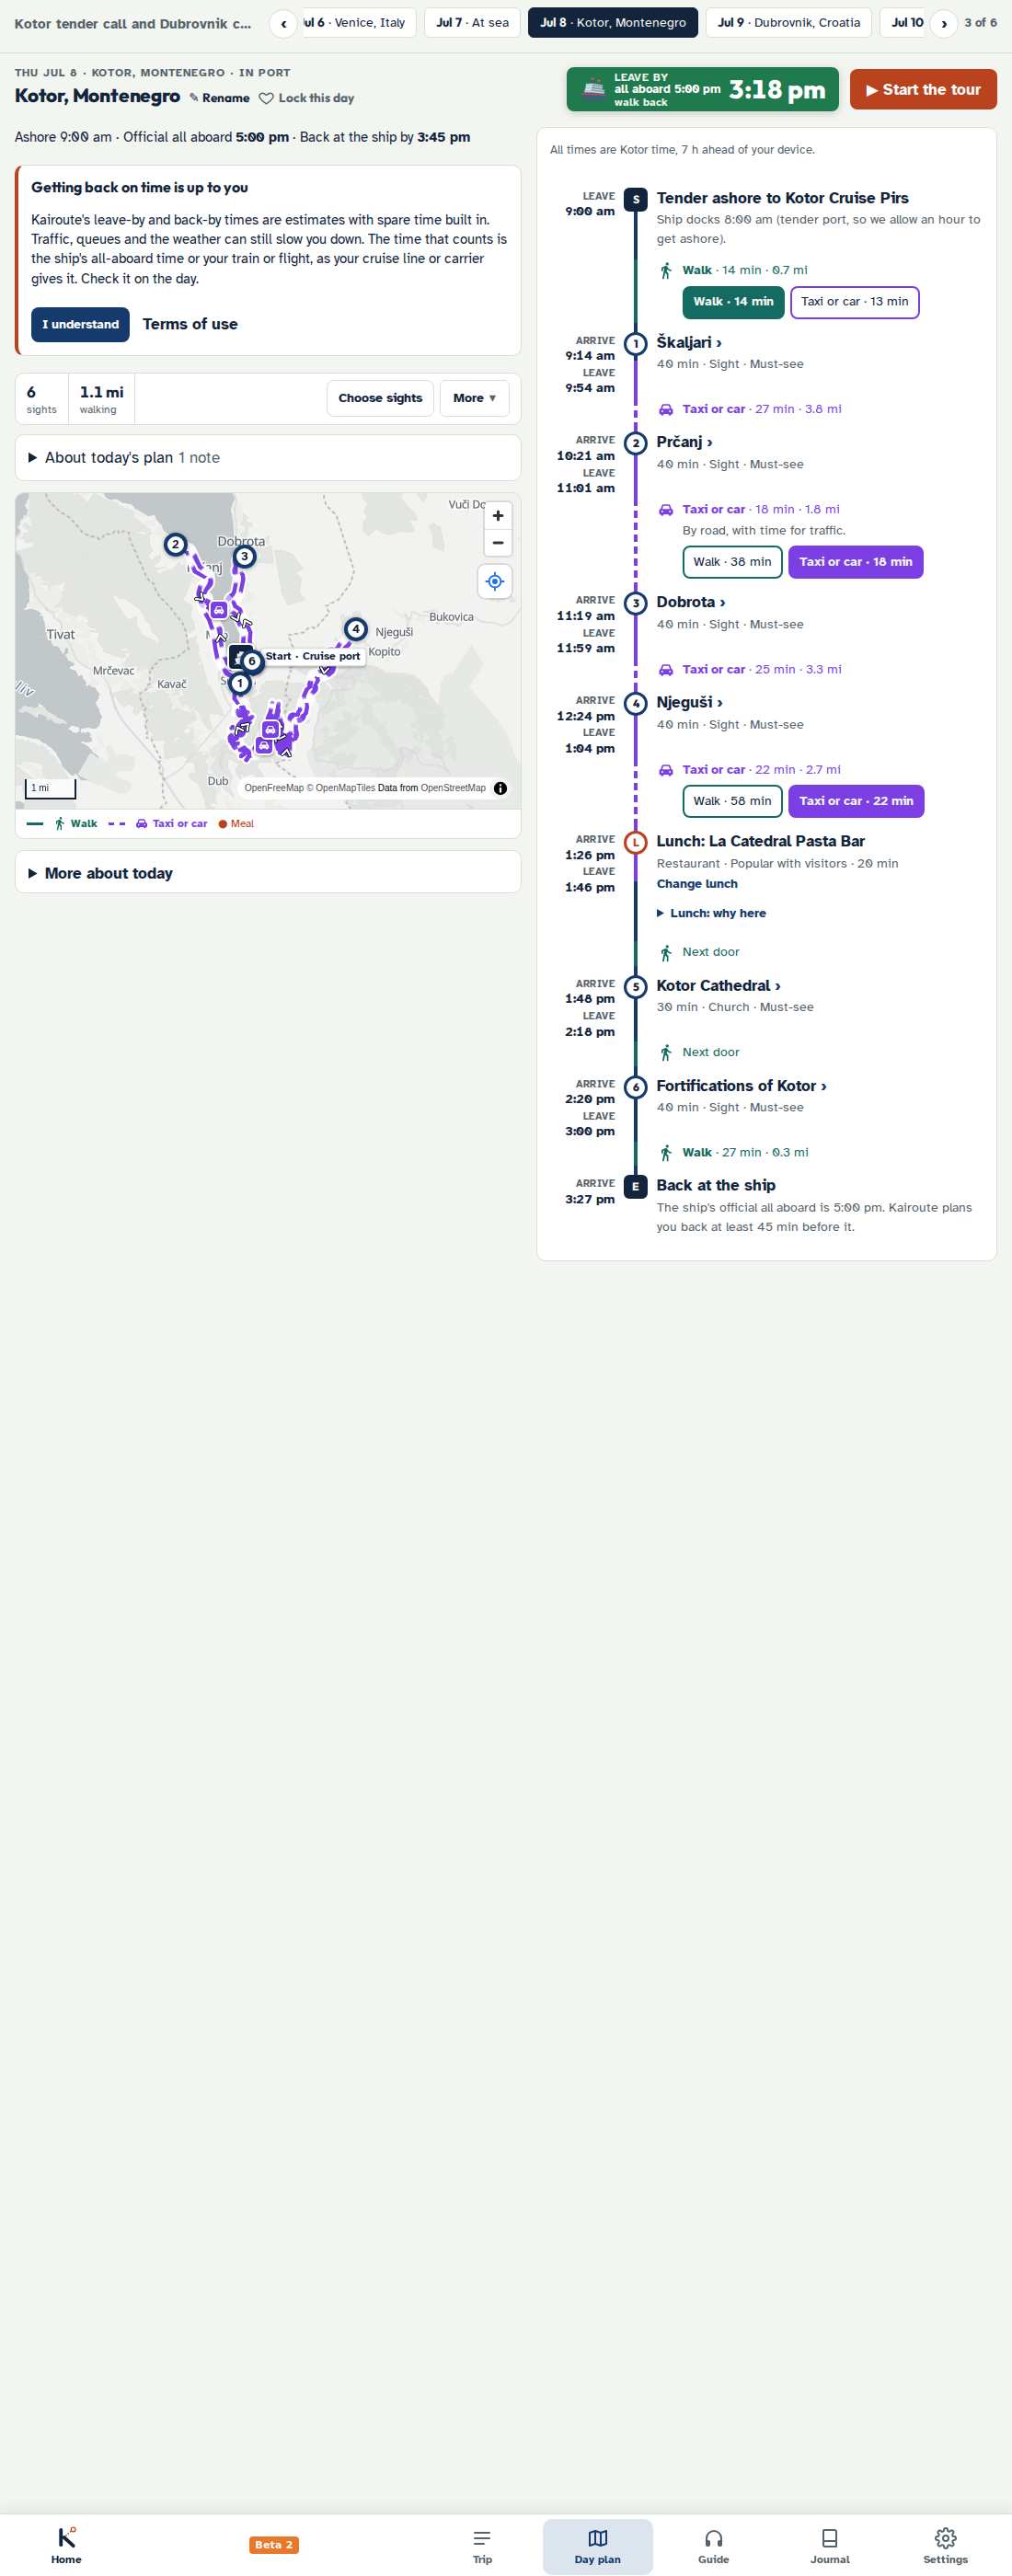 Kotor tender call and Dubrovnik c...
‹
ul 6 · Venice, Italy
Jul 7 · At sea
Jul 8 · Kotor, Montenegro
Jul 9 · Dubrovnik, Croatia
Jul 10
›
3 of 6
THU JUL 8 · KOTOR, MONTENEGRO · IN PORT
Kotor, Montenegro
✎ Rename
Lock this day
LEAVE BY
all aboard 5:00 pm
walk back
3:18 pm
▶ Start the tour
Ashore 9:00 am · Official all aboard 5:00 pm · Back at the ship by 3:45 pm
Getting back on time is up to you
Kairoute's leave-by and back-by times are estimates with spare time built in.
Traffic, queues and the weather can still slow you down. The time that counts is
the ship's all-aboard time or your train or flight, as your cruise line or carrier
gives it. Check it on the day.
I understand
Terms of use
6
sights
1.1 mi
walking
Choose sights
More ▼
▶ About today's plan 1 note
Vuči Do
Dobrota
Tivat
Mrčevac
Kavač
Bukovica
Njeguši
Kopito
Dub
2
3
4
6
1
Start · Cruise port
+
−
1 mi
OpenFreeMap © OpenMapTiles Data from OpenStreetMap
Walk
Taxi or car
Meal
▶ More about today
All times are Kotor time, 7 h ahead of your device.
LEAVE
9:00 am
S
Tender ashore to Kotor Cruise Pirs
Ship docks 8:00 am (tender port, so we allow an hour to
get ashore).
Walk · 14 min · 0.7 mi
Walk · 14 min
Taxi or car · 13 min
ARRIVE
9:14 am
LEAVE
9:54 am
1
Škaljari ›
40 min · Sight · Must-see
Taxi or car · 27 min · 3.8 mi
ARRIVE
10:21 am
LEAVE
11:01 am
2
Prčanj ›
40 min · Sight · Must-see
Taxi or car · 18 min · 1.8 mi
By road, with time for traffic.
Walk · 38 min
Taxi or car · 18 min
ARRIVE
11:19 am
LEAVE
11:59 am
3
Dobrota ›
40 min · Sight · Must-see
Taxi or car · 25 min · 3.3 mi
ARRIVE
12:24 pm
LEAVE
1:04 pm
4
Njeguši ›
40 min · Sight · Must-see
Taxi or car · 22 min · 2.7 mi
Walk · 58 min
Taxi or car · 22 min
ARRIVE
1:26 pm
LEAVE
1:46 pm
L
Lunch: La Catedral Pasta Bar
Restaurant · Popular with visitors · 20 min
Change lunch
▶ Lunch: why here
Next door
ARRIVE
1:48 pm
LEAVE
2:18 pm
5
Kotor Cathedral ›
30 min · Church · Must-see
Next door
ARRIVE
2:20 pm
LEAVE
3:00 pm
6
Fortifications of Kotor ›
40 min · Sight · Must-see
Walk · 27 min · 0.3 mi
ARRIVE
3:27 pm
E
Back at the ship
The ship's official all aboard is 5:00 pm. Kairoute plans
you back at least 45 min before it.
Home
Beta 2
Trip
Day plan
Guide
Journal
Settings